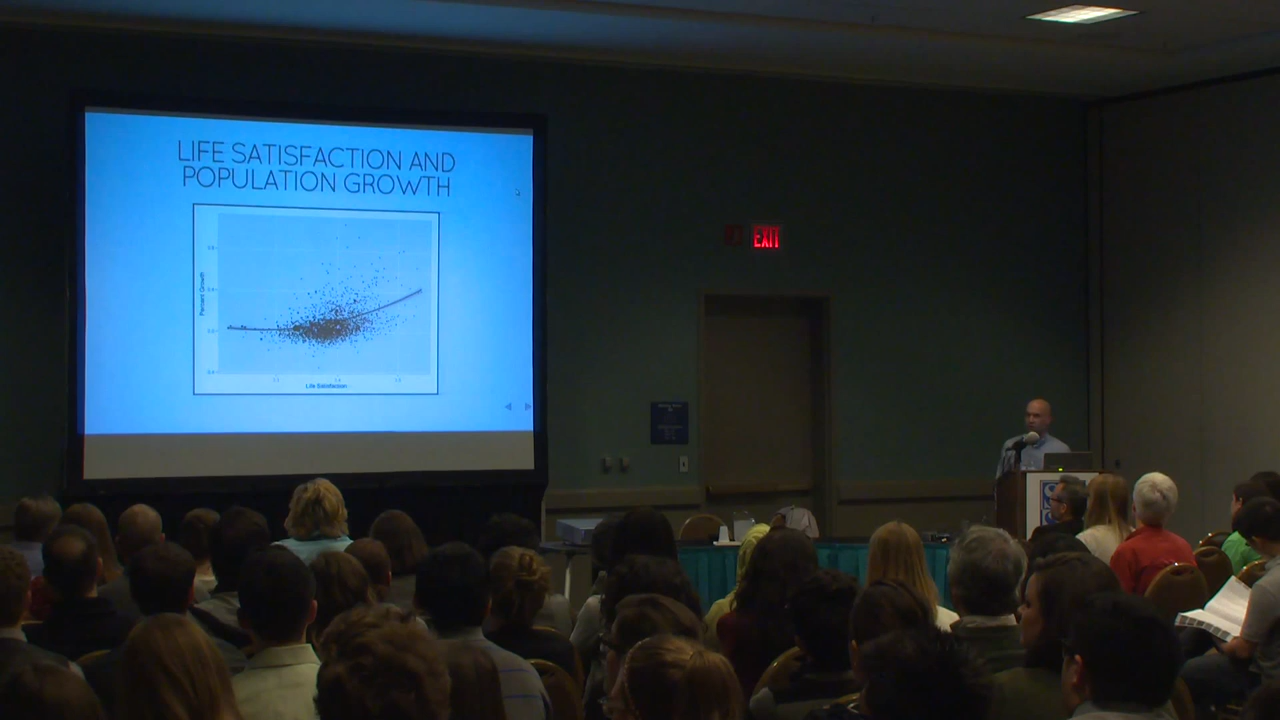 LIFE SATISFACTION AND
POPULATION GROWTH
Percent Growth
Life Satisfaction
EXIT